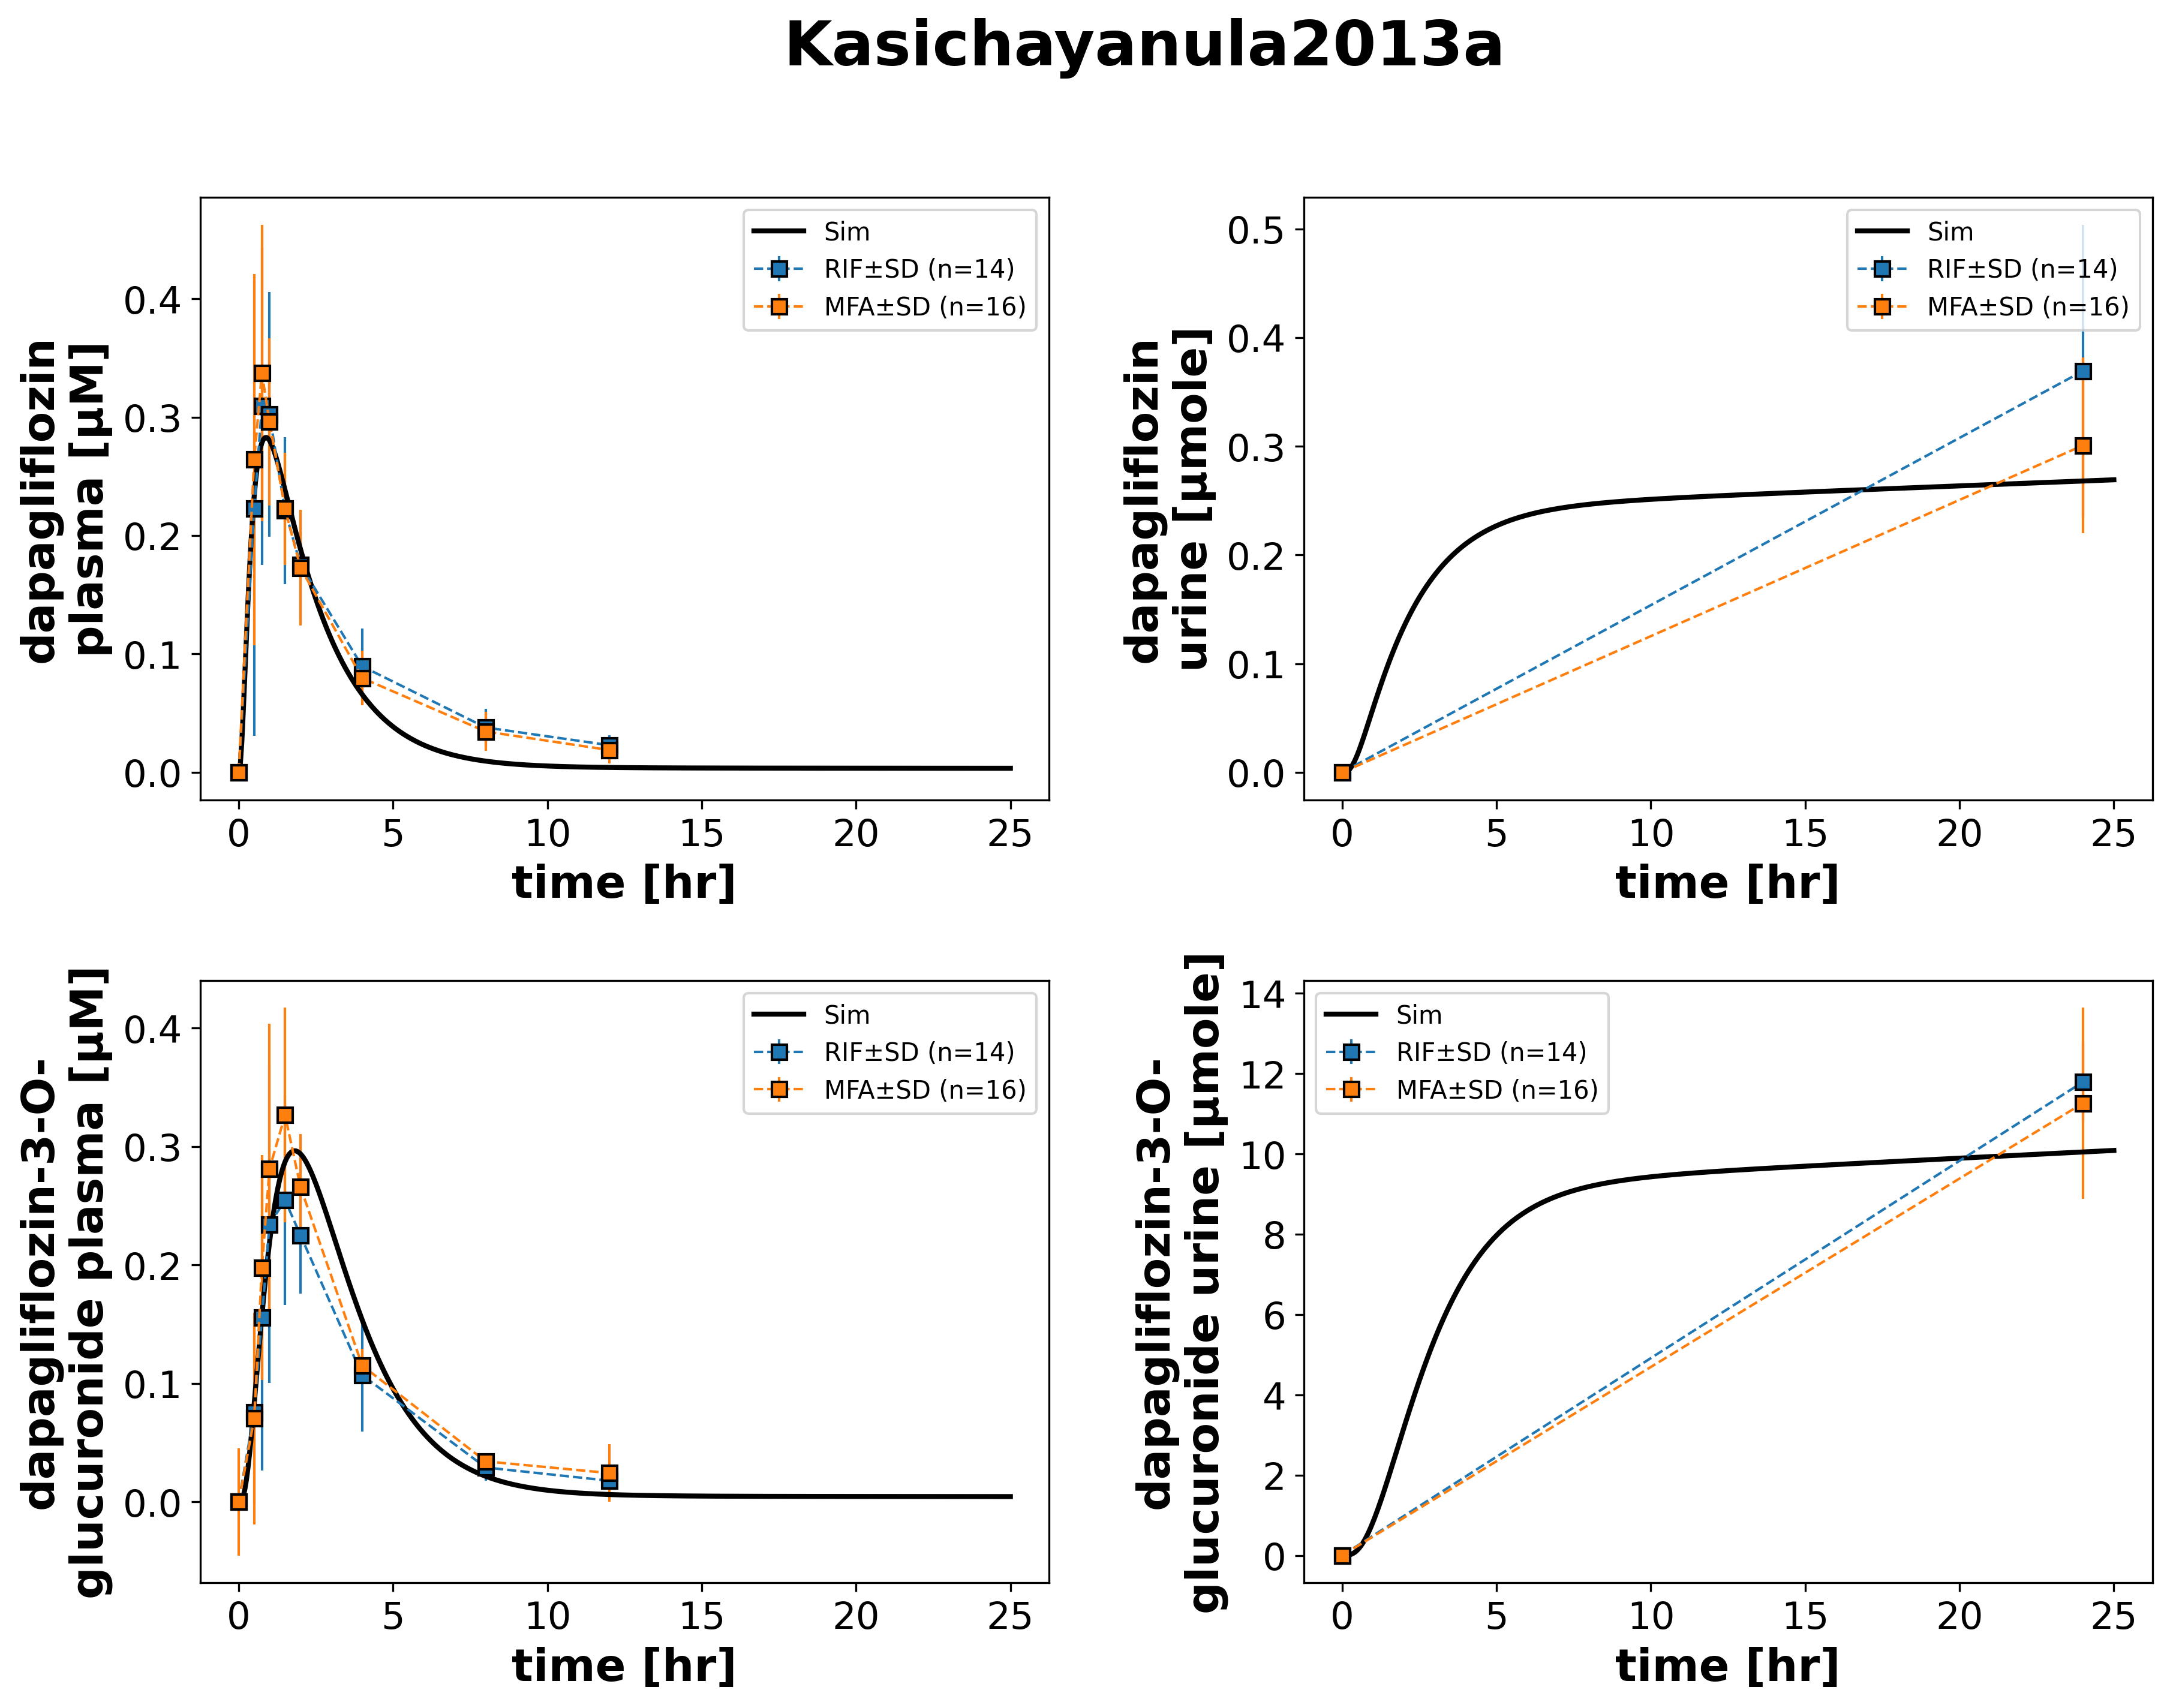 Kasichayanula2013a
dapagliflozin
plasma [µM]
0.4
0.3
0.2
0.1
0.0
Sim
RIF±SD (n=14)
MFA±SD (n=16)
0 5 10 15 20 25
time [hr]
dapagliflozin
urine [µmole]
0.5
0.4
0.3
0.2
0.1
0.0
Sim
RIF±SD (n=14)
MFA±SD (n=16)
0 5 10 15 20 25
time [hr]
dapagliflozin-3-O-
glucuronide plasma [µM]
0.4
0.3
0.2
0.1
0.0
Sim
RIF±SD (n=14)
MFA±SD (n=16)
0 5 10 15 20 25
time [hr]
dapagliflozin-3-O-
glucuronide urine [µmole]
14
12
10
8
6
4
2
0
Sim
RIF±SD (n=14)
MFA±SD (n=16)
0 5 10 15 20 25
time [hr]